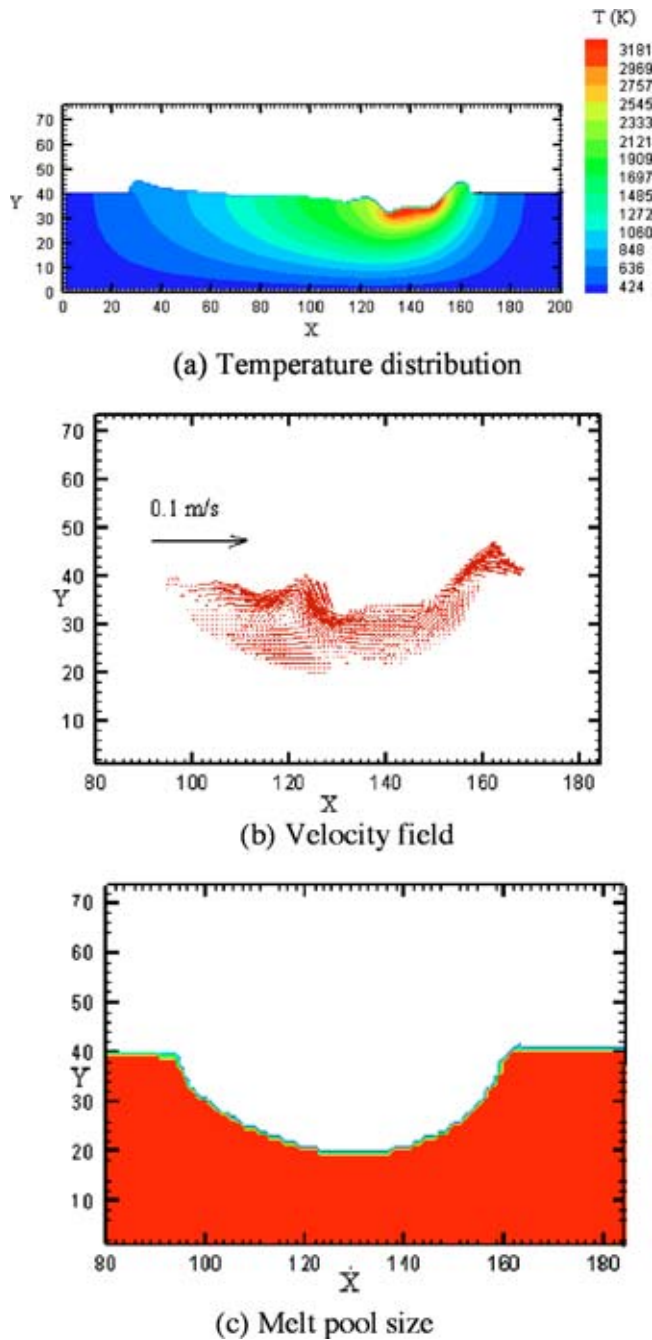 T (K)
3181
2969
2757
2545
2333
2121
1909
1697
1485
1272
1060
848
636
424
70
60
50
Y 40
30
20
10
0
0 20 40 60 80 100 120 140 160 180 200
X
(a) Temperature distribution
70
60
50
0.1 m/s
40
Y
30
20
10
80 100 120 140 160 180
X
(b) Velocity field
70
60
50
40
Y
30
20
10
80 100 120 140 160 180
X
(c) Melt pool size